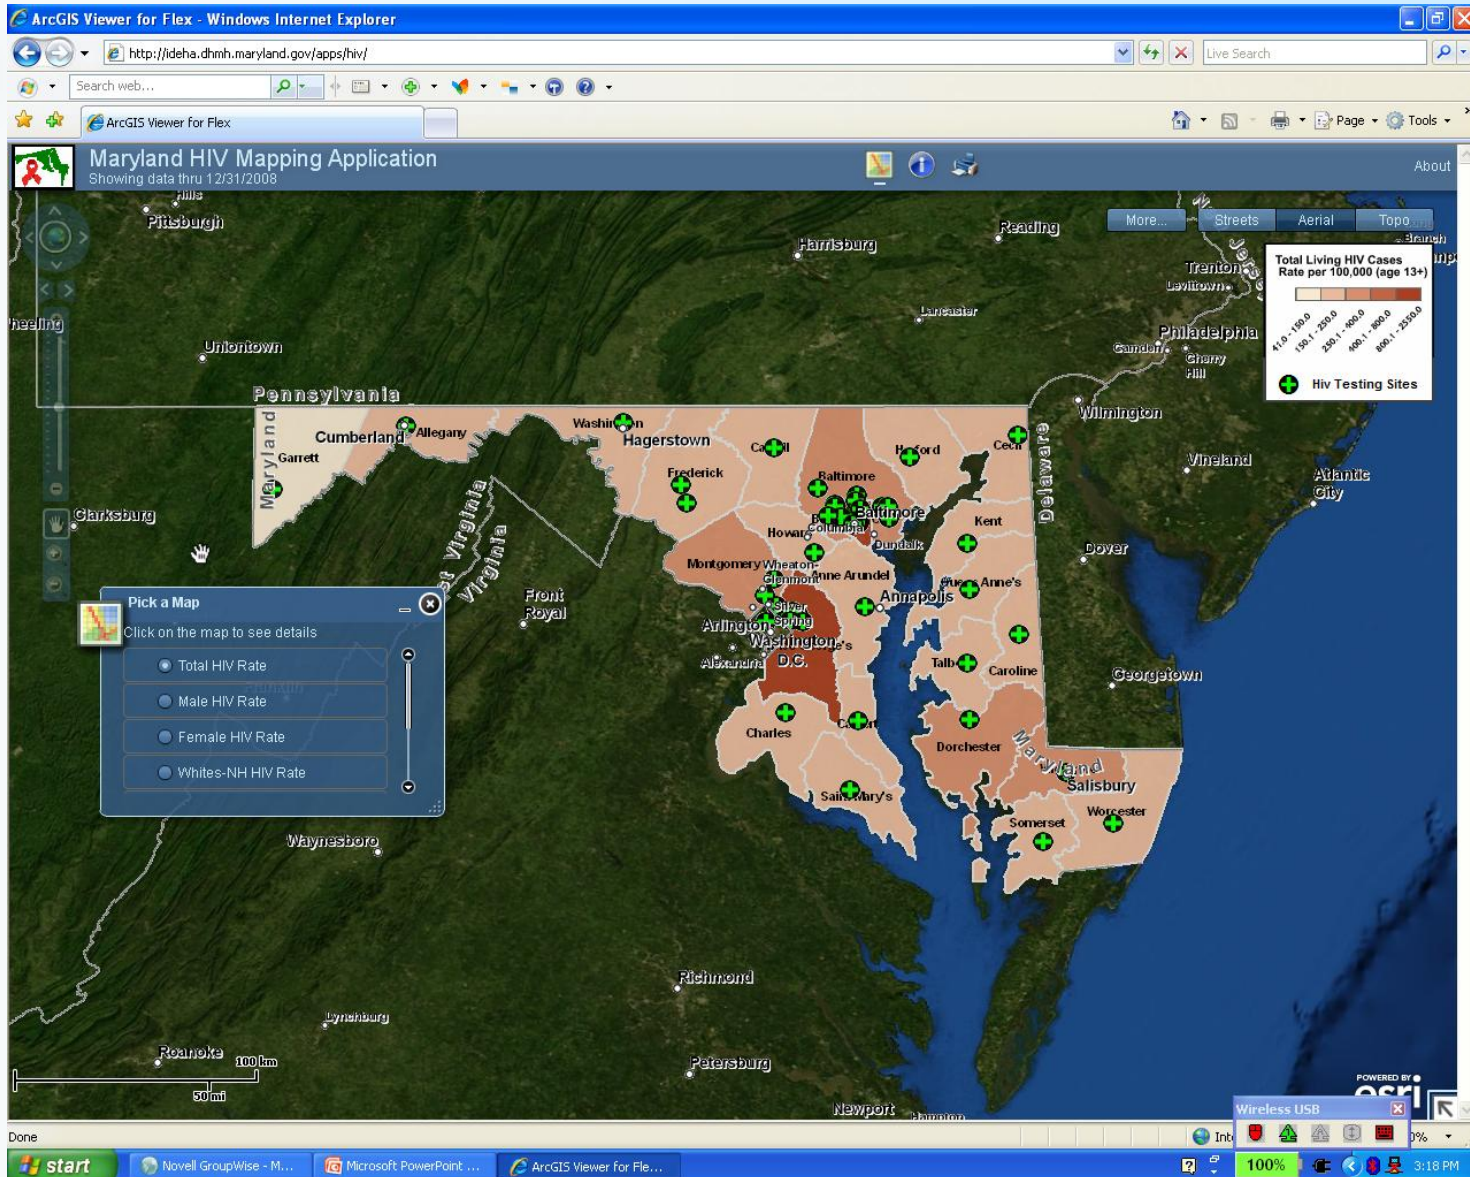 ArcGIS Viewer for Flex - Windows Internet Explorer
http://ideha.dhmh.maryland.gov/apps/hiv/
Live Search
Search web...
ArcGIS Viewer for Flex
Page
Tools
Maryland HIV Mapping Application
Showing data thru 12/31/2008
About
More...
Streets
Aerial
Topo
Hills
Pittsburgh
Harrisburg
Reading
Branch
Trenton
Levittown
Total Living HIV Cases
Rate per 100,000 (age 13+)
41.0 - 150.0
150.1 - 250.0
250.1 - 400.0
400.1 - 800.0
800.1 - 2550.0
Hiv Testing Sites
Lancaster
Philadelphia
Camden
Cherry
Hill
Uniontown
Wilmington
Pennsylvania
Maryland
Delaware
Cumberland
Allegany
Garrett
Hagerstown
Frederick
Baltimore
Vineland
Atlantic
City
Clarksburg
Baltimore
Columbia
Kent
Dundalk
Dover
Virginia
Montgomery
Wheaton-
Glenmont
Anne Arundel
Front
Royal
Annapolis
Silver
Spring
Arlington
Washington
D.C.
Alexandria
Caroline
Georgetown
Pick a Map
Click on the map to see details
Total HIV Rate
Male HIV Rate
Female HIV Rate
Whites-NH HIV Rate
Charles
Dorchester
Maryland
Salisbury
Worcester
Somerset
Waynesboro
Richmond
Lynchburg
Roanoke
100 km
50 mi
Petersburg
Newport
Hampton
POWERED BY
esri
Wireless USB
Done
start
Novell GroupWise - M...
Microsoft PowerPoint ...
ArcGIS Viewer for Fle...
100%
3:18 PM